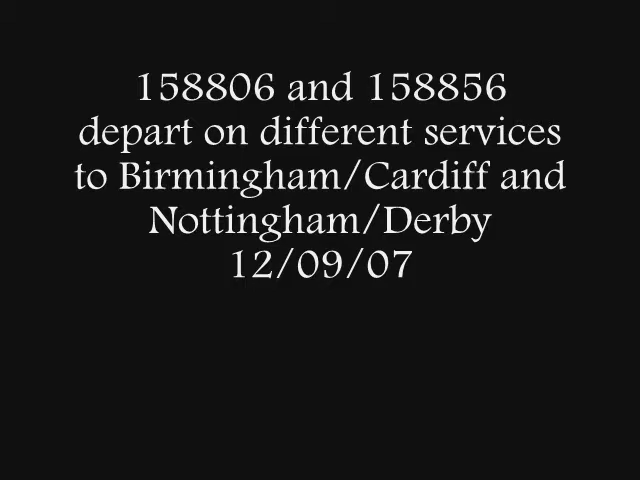 158806 and 158856
depart on different services
to Birmingham/Cardiff and
Nottingham/Derby
12/09/07